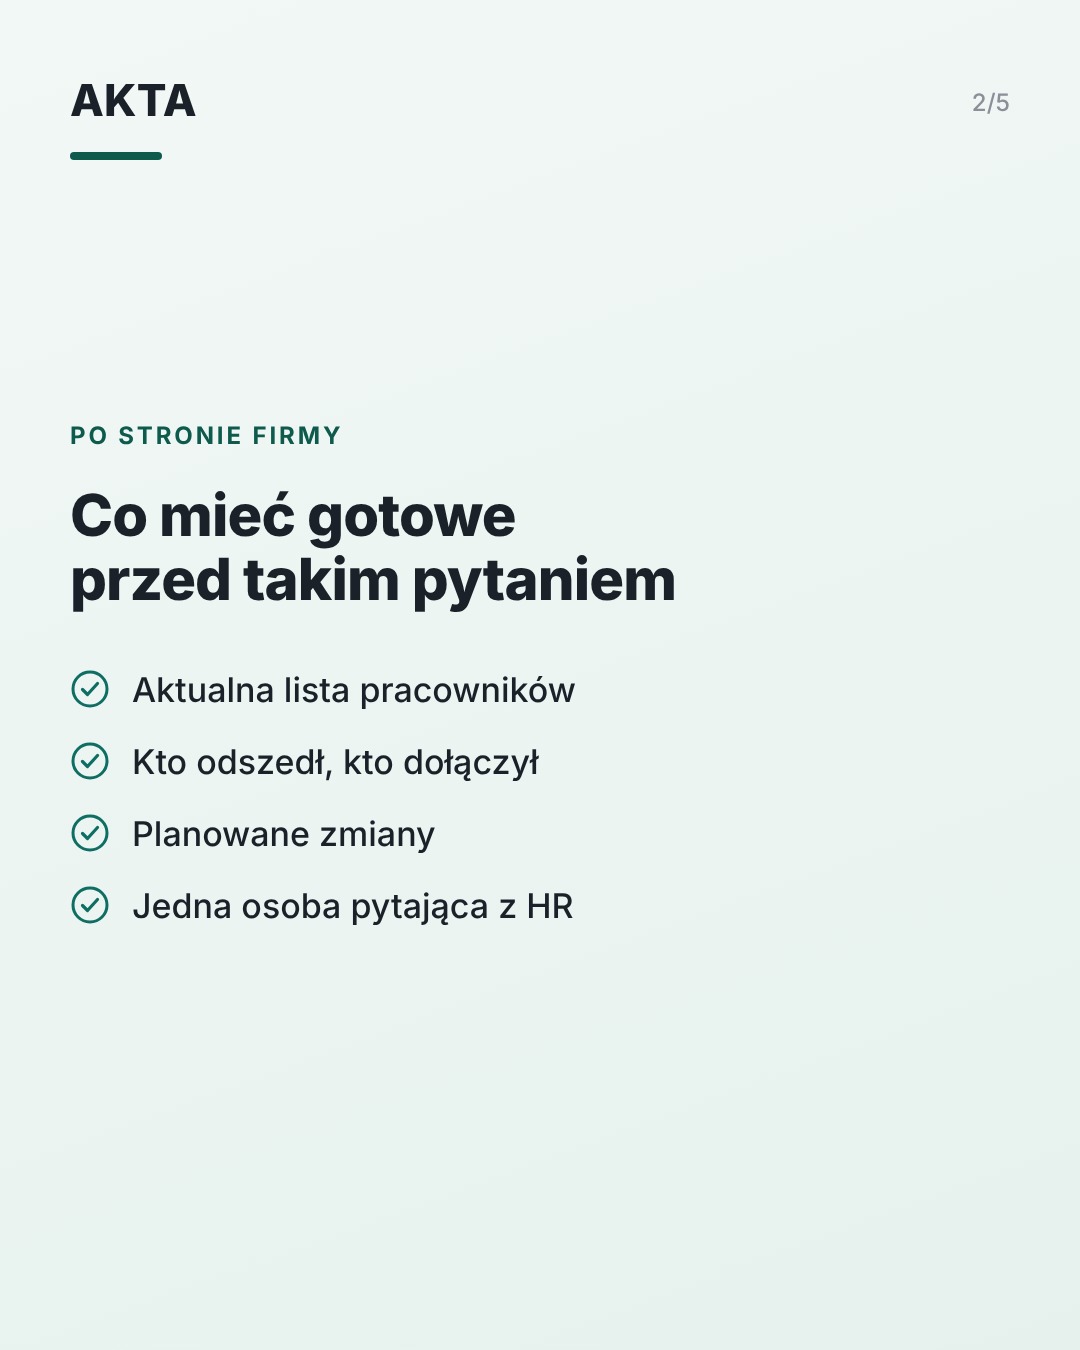 AKTA
2/5
PO STRONIE FIRMY
Co mieć gotowe
przed takim pytaniem
Aktualna lista pracowników
Kto odszedł, kto dołączył
Planowane zmiany
Jedna osoba pytająca z HR